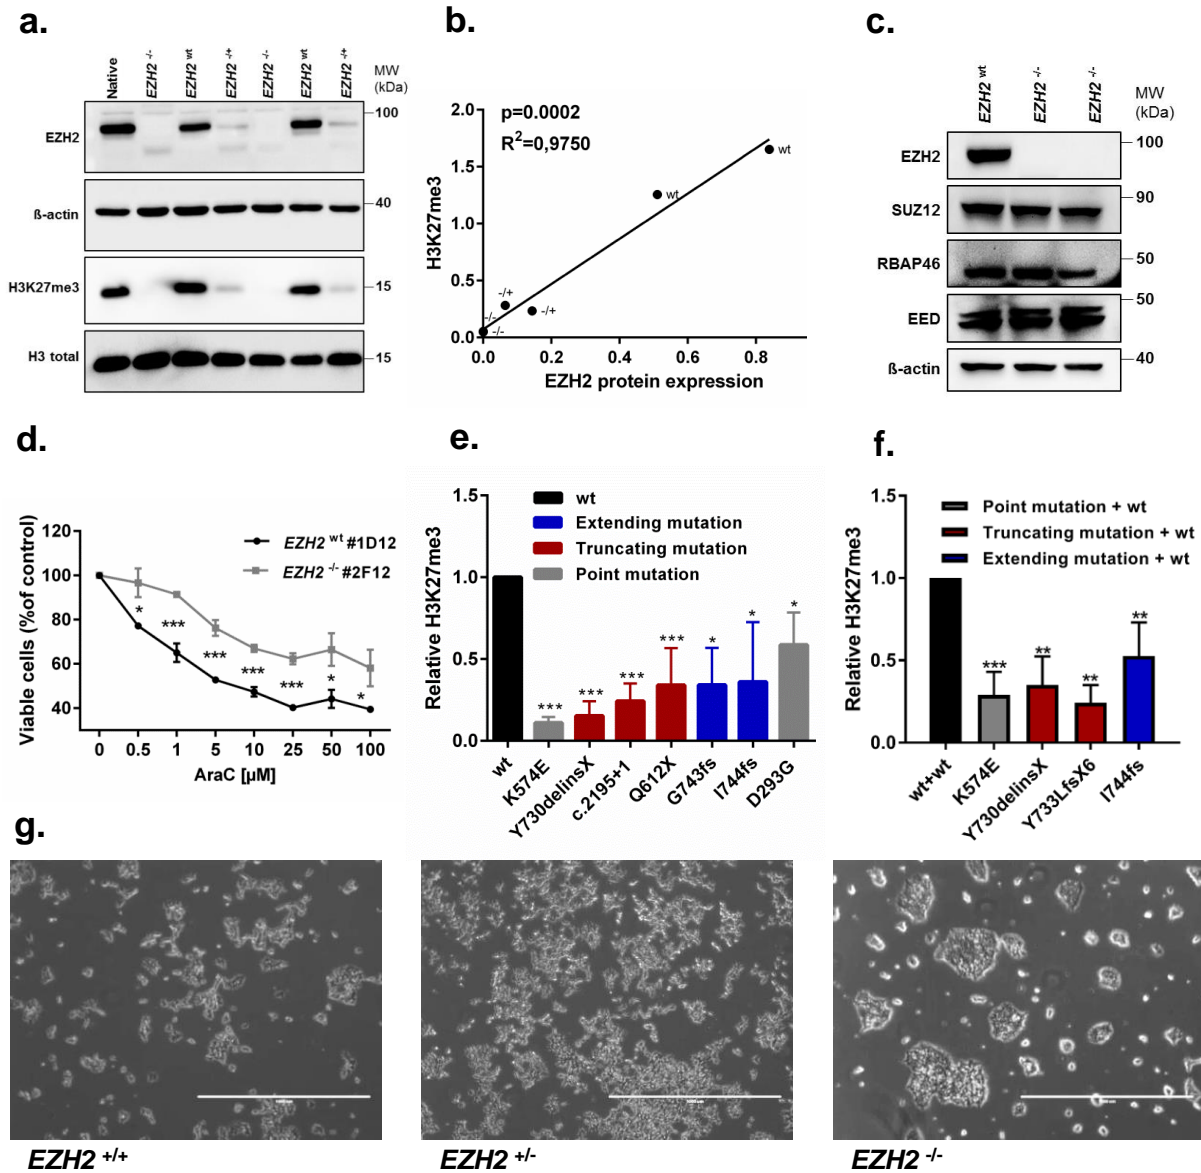 a.
Native
EZH2 -/-
EZH2 wt
EZH2 -/+
EZH2 -/-
EZH2 wt
EZH2 -/+
MW
(kDa)
EZH2
100
ß-actin
40
H3K27me3
15
H3 total
15
b.
p=0.0002
R2=0,9750
H3K27me3
2.0
1.5
1.0
0.5
0.0
wt
wt
-/+
-/+
-/-
-/-
0.0 0.2 0.4 0.6 0.8
EZH2 protein expression
c.
EZH2 wt
EZH2 -/-
EZH2 -/-
MW
(kDa)
EZH2
100
SUZ12
90
RBAP46
50
EED
50
ß-actin
40
d.
Viable cells (%of control)
120
100
80
60
40
EZH2 wt #1D12
EZH2 -/- #2F12
*
***
***
***
***
*
*
0 0.5 1 5 10 25 50 100
AraC [µM]
e.
Relative H3K27me3
1.5
1.0
0.5
0.0
wt
Extending mutation
Truncating mutation
Point mutation
***
***
***
***
*
*
*
wt
K574E
Y730delinsX
c.2195+1
Q612X
G743fs
I744fs
D293G
f.
Relative H3K27me3
1.5
1.0
0.5
0.0
Point mutation + wt
Truncating mutation + wt
Extending mutation + wt
***
**
**
**
wt+wt
K574E
Y730delinsX
Y733LfsX6
I744fs
g.
EZH2 +/+
EZH2 +/-
EZH2 -/-